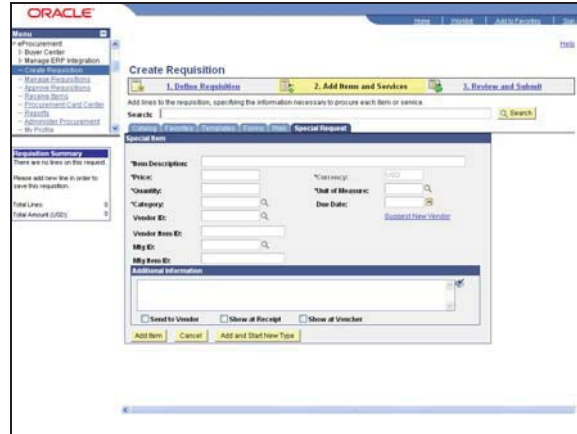 ORACLE
Home | Worklist | Add to Favorites | Sign
Menu
eProcurement
Buyer Center
Manage ERP Integration
Create Requisition
Manage Requisitions
Approve Requisitions
Receive Items
Procurement Card Center
Reports
Administer Procurement
My Profile
Help
Create Requisition
1. Define Requisition
2. Add Items and Services
3. Review and Submit
Add lines to the requisition, specifying the information necessary to procure each item or service.
Search:
Search
Catalog Favorites Templates Forms Web Special Request
Special Item
*Item Description:
*Price: *Currency: USD
*Quantity: *Unit of Measure:
*Category: Due Date:
Vendor ID: Suggest New Vendor
Vendor Item ID:
Mfg ID:
Mfg Item ID:
Additional Information
Send to Vendor Show at Receipt Show at Voucher
Add Item Cancel Add and Start New Type
Requisition Summary
There are no lines on this request.
Please add new line in order to
save this requisition.
Total Lines: 0
Total Amount (USD): 0